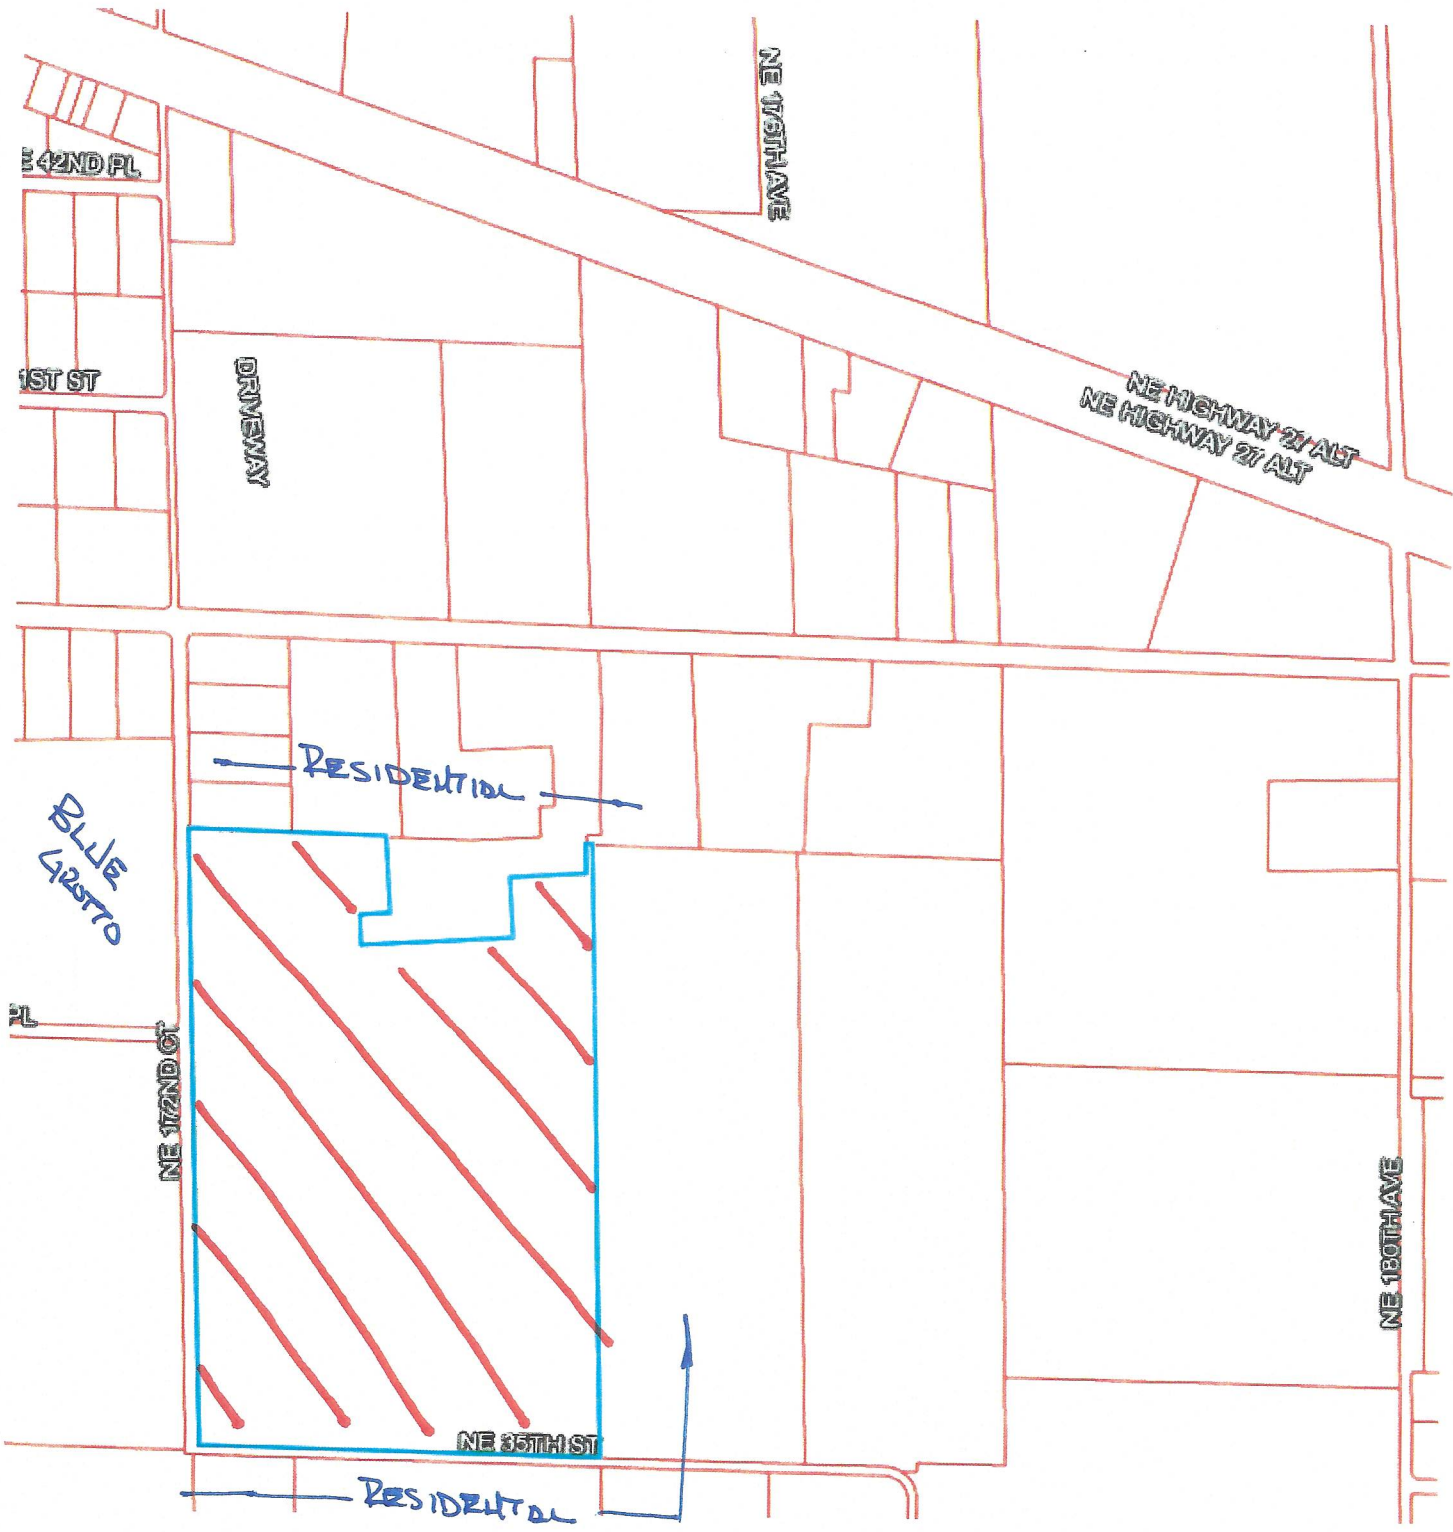 NE 176TH AVE
E 42ND PL
1ST ST
DRIVEWAY
NE HIGHWAY 27 ALT
NE HIGHWAY 27 ALT
RESIDENTIAL
BLUE
GROTTO
PL
NE 172ND CT
NE 180TH AVE
NE 35TH ST
RESIDENTIAL